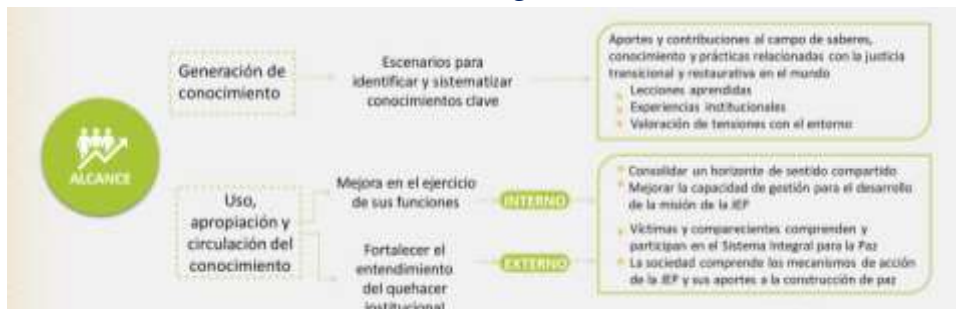 ALCANCE
Generación de
conocimiento
Escenarios para
identificar y sistematizar
conocimientos clave
Aportes y contribuciones al campo de saberes,
conocimiento y prácticas relacionadas con la justicia
transicional y restaurativa en el mundo
Lecciones aprendidas
Experiencias institucionales
Valoración de tensiones con el entorno
Uso,
apropiación y
circulación del
conocimiento
Mejora en el ejercicio
de sus funciones
INTERNO
Consolidar un horizonte de sentido compartido
Mejorar la capacidad de gestión para el desarrollo
de la misión de la JEP
Fortalecer el
entendimiento
del quehacer
institucional
EXTERNO
Víctimas y comparecientes comprenden y
participan en el Sistema Integral para la Paz
La sociedad comprende los mecanismos de acción
de la JEP y sus aportes a la construcción de paz